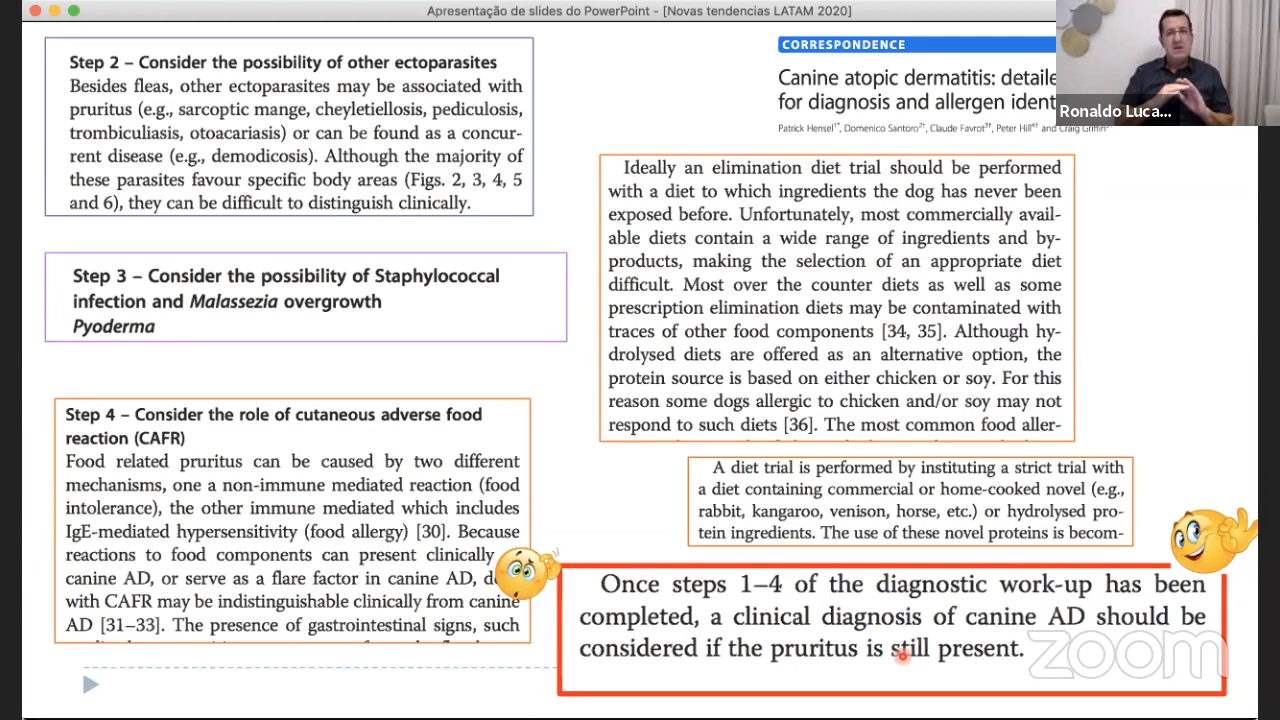 Apresentação de slides do PowerPoint - [Novas tendencias LATAM 2020]
Step 2 – Consider the possibility of other ectoparasites
Besides fleas, other ectoparasites may be associated with
pruritus (e.g., sarcoptic mange, cheyletiellosis, pediculosis,
trombiculiasis, otoacariasis) or can be found as a concur-
rent disease (e.g., demodicosis). Although the majority of
these parasites favour specific body areas (Figs. 2, 3, 4, 5
and 6), they can be difficult to distinguish clinically.
Step 3 – Consider the possibility of Staphylococcal
infection and Malassezia overgrowth
Pyoderma
Step 4 – Consider the role of cutaneous adverse food
reaction (CAFR)
Food related pruritus can be caused by two different
mechanisms, one a non-immune mediated reaction (food
intolerance), the other immune mediated which includes
IgE-mediated hypersensitivity (food allergy) [30]. Because
reactions to food components can present clinically
canine AD, or serve as a flare factor in canine AD,
with CAFR may be indistinguishable clinically from canine
AD [31–33]. The presence of gastrointestinal signs, such
CORRESPONDENCE
Canine atopic dermatitis: detaile
for diagnosis and allergen ident
Patrick Hensel1*, Domenico Santoro2†, Claude Favrot3†, Peter Hill4† and Craig Griffin
Ronaldo Luca...
Ideally an elimination diet trial should be performed
with a diet to which ingredients the dog has never been
exposed before. Unfortunately, most commercially avail-
able diets contain a wide range of ingredients and by-
products, making the selection of an appropriate diet
difficult. Most over the counter diets as well as some
prescription elimination diets may be contaminated with
traces of other food components [34, 35]. Although hy-
drolysed diets are offered as an alternative option, the
protein source is based on either chicken or soy. For this
reason some dogs allergic to chicken and/or soy may not
respond to such diets [36]. The most common food aller-
A diet trial is performed by instituting a strict trial with
a diet containing commercial or home-cooked novel (e.g.,
rabbit, kangaroo, venison, horse, etc.) or hydrolysed pro-
tein ingredients. The use of these novel proteins is becom-
Once steps 1–4 of the diagnostic work-up has been
completed, a clinical diagnosis of canine AD should be
considered if the pruritus is still present.
zoom